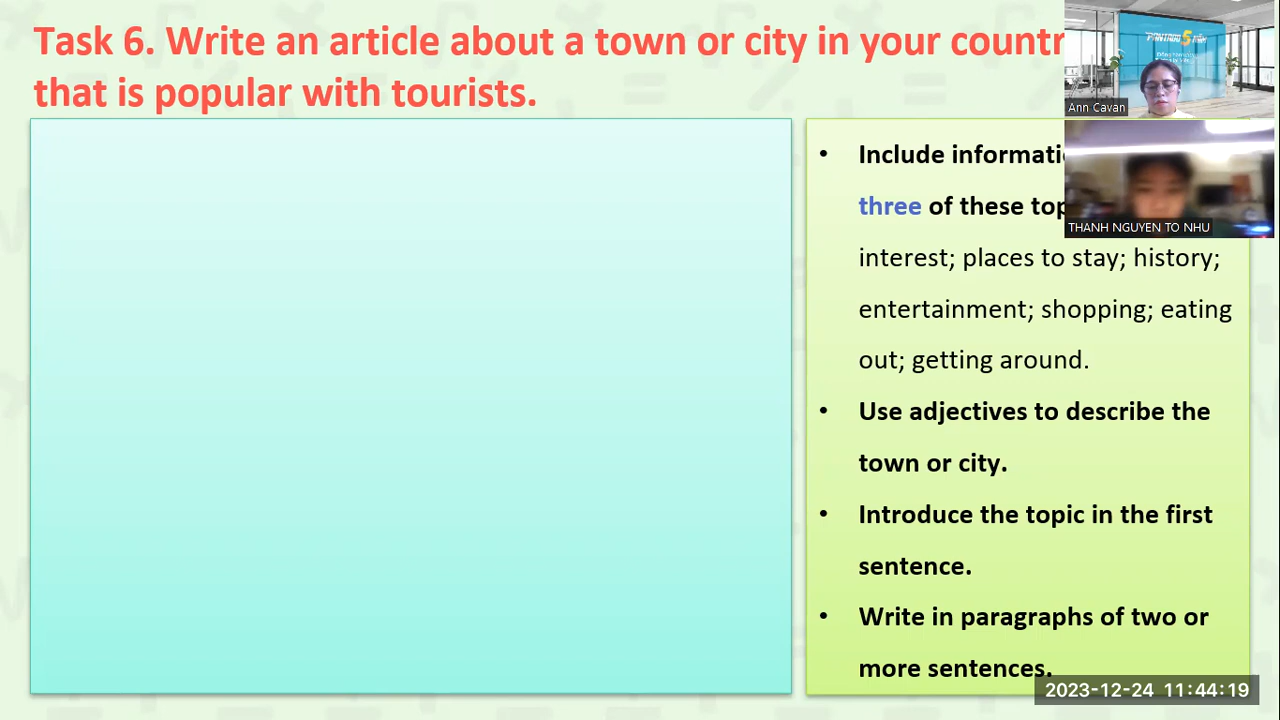 Task 6. Write an article about a town or city in your countr
that is popular with tourists.
• Include informati
three of these top
interest; places to stay; history;
entertainment; shopping; eating
out; getting around.
• Use adjectives to describe the
town or city.
• Introduce the topic in the first
sentence.
• Write in paragraphs of two or
more sentences.
Ann Cavan
THANH NGUYEN TO NHU
2023-12-24 11:44:19